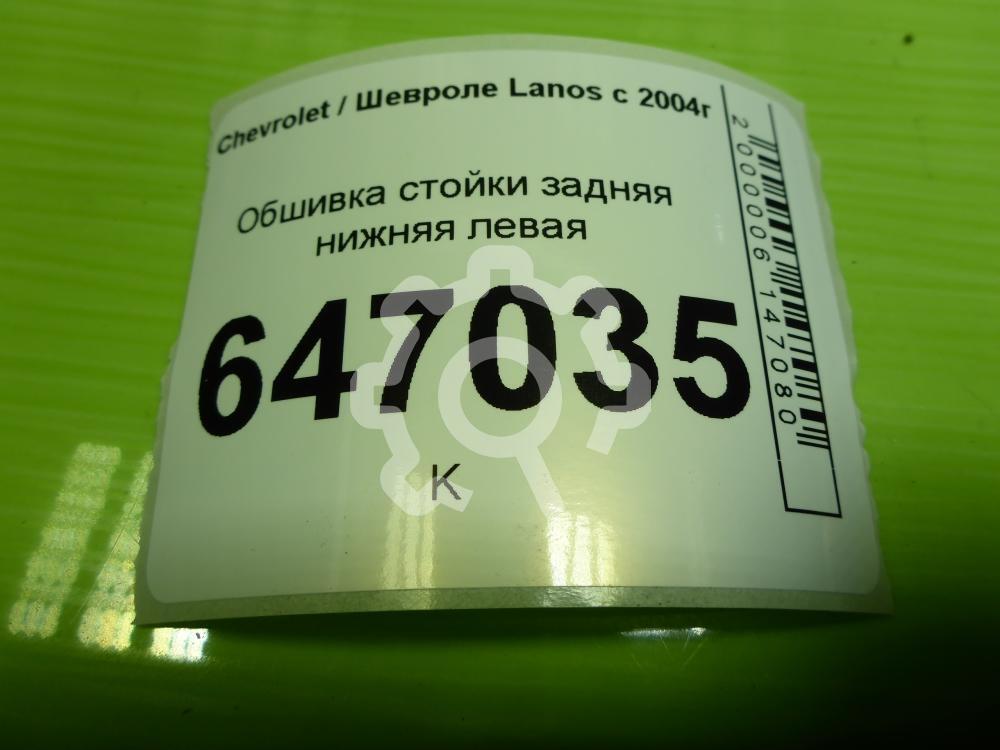 Chevrolet / Шевроле Lanos с 2004г
Обшивка стойки задняя
нижняя левая
647035
К
2000006147080